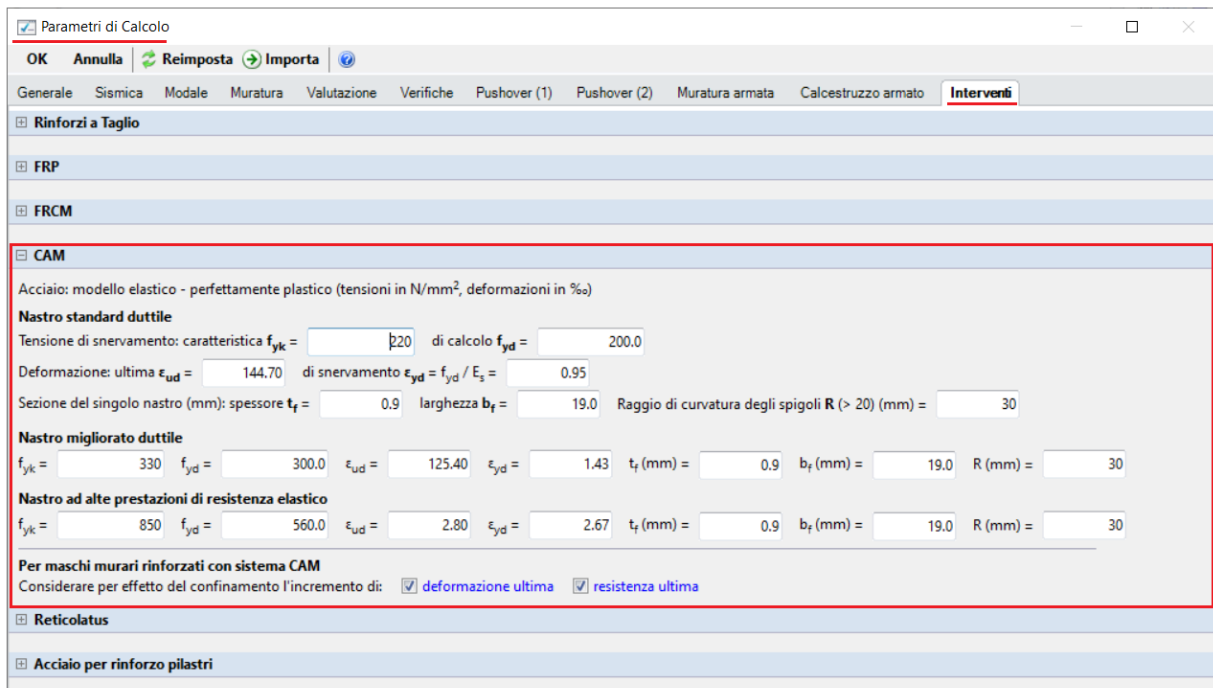 Parametri di Calcolo
OK Annulla Reimposta Importa
Generale Sismica Modale Muratura Valutazione Verifiche Pushover (1) Pushover (2) Muratura armata Calcestruzzo armato Interventi
Rinforzi a Taglio
FRP
FRCM
CAM
Acciaio: modello elastico - perfettamente plastico (tensioni in N/mm², deformazioni in ‰)
Nastro standard duttile
Tensione di snervamento: caratteristica fyk = 220 di calcolo fyd = 200.0
Deformazione: ultima εud = 144.70 di snervamento εyd = fyd / Es = 0.95
Sezione del singolo nastro (mm): spessore tf = 0.9 larghezza bf = 19.0 Raggio di curvatura degli spigoli R (> 20) (mm) = 30
Nastro migliorato duttile
fyk = 330 fyd = 300.0 εud = 125.40 εyd = 1.43 tf (mm) = 0.9 bf (mm) = 19.0 R (mm) = 30
Nastro ad alte prestazioni di resistenza elastico
fyk = 850 fyd = 560.0 εud = 2.80 εyd = 2.67 tf (mm) = 0.9 bf (mm) = 19.0 R (mm) = 30
Per maschi murari rinforzati con sistema CAM
Considerare per effetto del confinamento l'incremento di: deformazione ultima resistenza ultima
Reticolatus
Acciaio per rinforzo pilastri